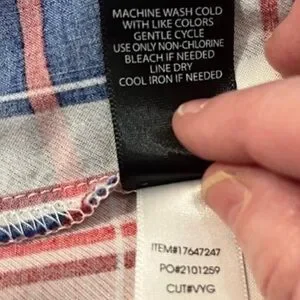 MACHINE WASH COLD
WITH LIKE COLORS
GENTLE CYCLE
USE ONLY NON-CHLORINE
BLEACH IF NEEDED
LINE DRY
COOL IRON IF NEEDED
ITEM#17647247
PO#2101259
CUT#VYG